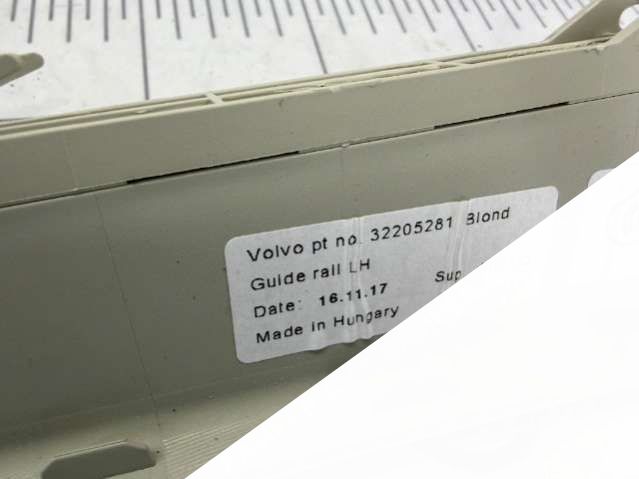 Volvo pt no. 32205281 Blond
Guide rail LH
Date: 16.11.17
Made in Hungary